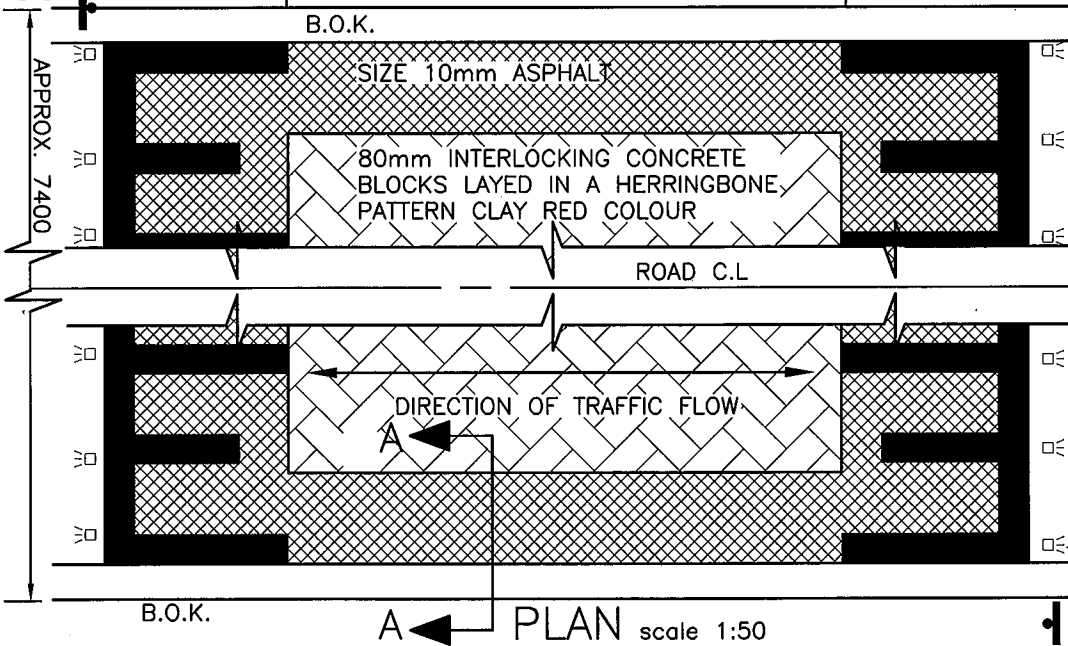 B.O.K.
SIZE 10mm ASPHALT
APPROX. 7400
80mm INTERLOCKING CONCRETE
BLOCKS LAYED IN A HERRINGBONE
PATTERN CLAY RED COLOUR
ROAD C.L
DIRECTION OF TRAFFIC FLOW
A
B.O.K.
A
PLAN scale 1:50